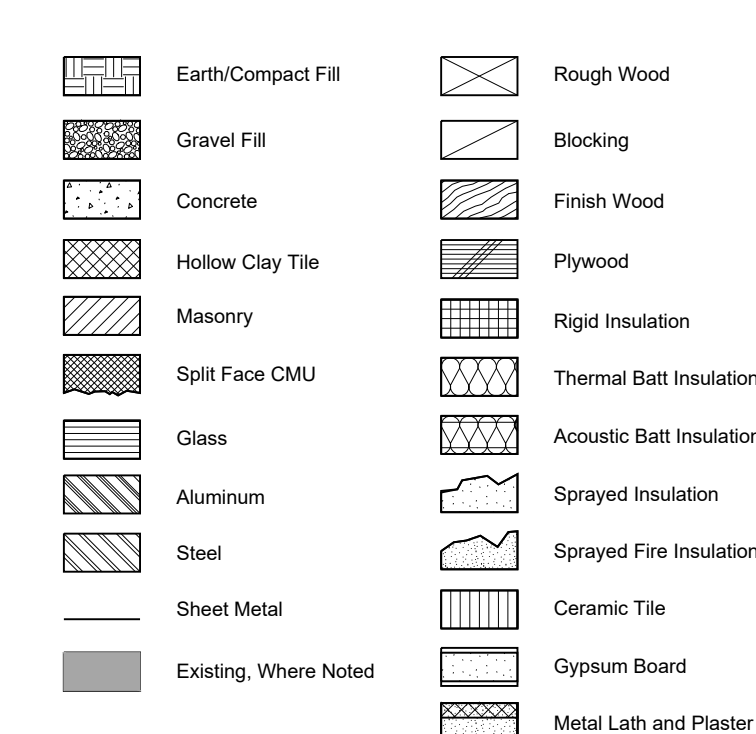 Earth/Compact Fill
Gravel Fill
Concrete
Hollow Clay Tile
Masonry
Split Face CMU
Glass
Aluminum
Steel
Sheet Metal
Existing, Where Noted
Rough Wood
Blocking
Finish Wood
Plywood
Rigid Insulation
Thermal Batt Insulation
Acoustic Batt Insulation
Sprayed Insulation
Sprayed Fire Insulation
Ceramic Tile
Gypsum Board
Metal Lath and Plaster